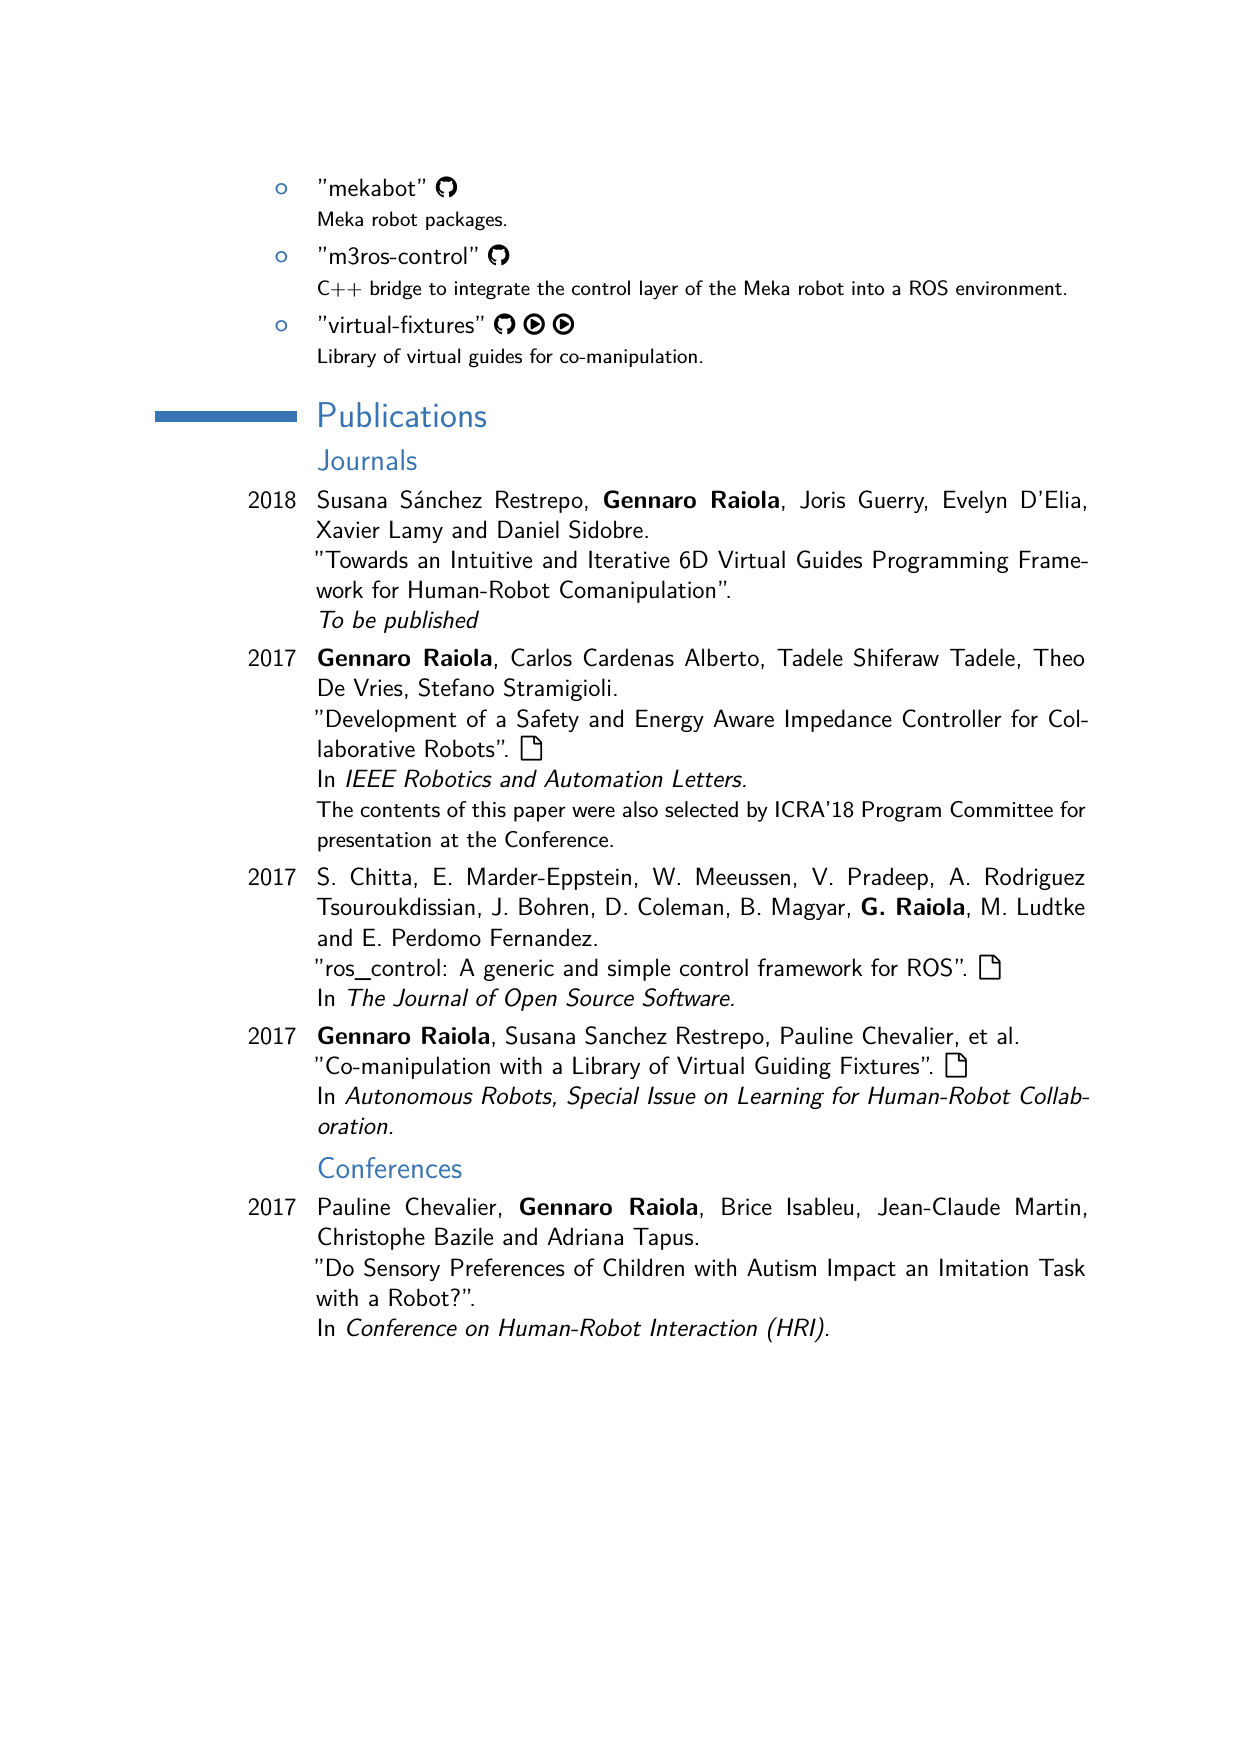 ”mekabot”
Meka robot packages.
”m3ros-control”
C++ bridge to integrate the control layer of the Meka robot into a ROS environment.
”virtual-fixtures”
Library of virtual guides for co-manipulation.
Publications
Journals
2018 Susana Sánchez Restrepo, Gennaro Raiola, Joris Guerry, Evelyn D’Elia,
Xavier Lamy and Daniel Sidobre.
”Towards an Intuitive and Iterative 6D Virtual Guides Programming Frame-
work for Human-Robot Comanipulation”.
To be published
2017 Gennaro Raiola, Carlos Cardenas Alberto, Tadele Shiferaw Tadele, Theo
De Vries, Stefano Stramigioli.
”Development of a Safety and Energy Aware Impedance Controller for Col-
laborative Robots”.
In IEEE Robotics and Automation Letters.
The contents of this paper were also selected by ICRA’18 Program Committee for
presentation at the Conference.
2017 S. Chitta, E. Marder-Eppstein, W. Meeussen, V. Pradeep, A. Rodriguez
Tsouroukdissian, J. Bohren, D. Coleman, B. Magyar, G. Raiola, M. Ludtke
and E. Perdomo Fernandez.
”ros_control: A generic and simple control framework for ROS”.
In The Journal of Open Source Software.
2017 Gennaro Raiola, Susana Sanchez Restrepo, Pauline Chevalier, et al.
”Co-manipulation with a Library of Virtual Guiding Fixtures”.
In Autonomous Robots, Special Issue on Learning for Human-Robot Collab-
oration.
Conferences
2017 Pauline Chevalier, Gennaro Raiola, Brice Isableu, Jean-Claude Martin,
Christophe Bazile and Adriana Tapus.
”Do Sensory Preferences of Children with Autism Impact an Imitation Task
with a Robot?”.
In Conference on Human-Robot Interaction (HRI).